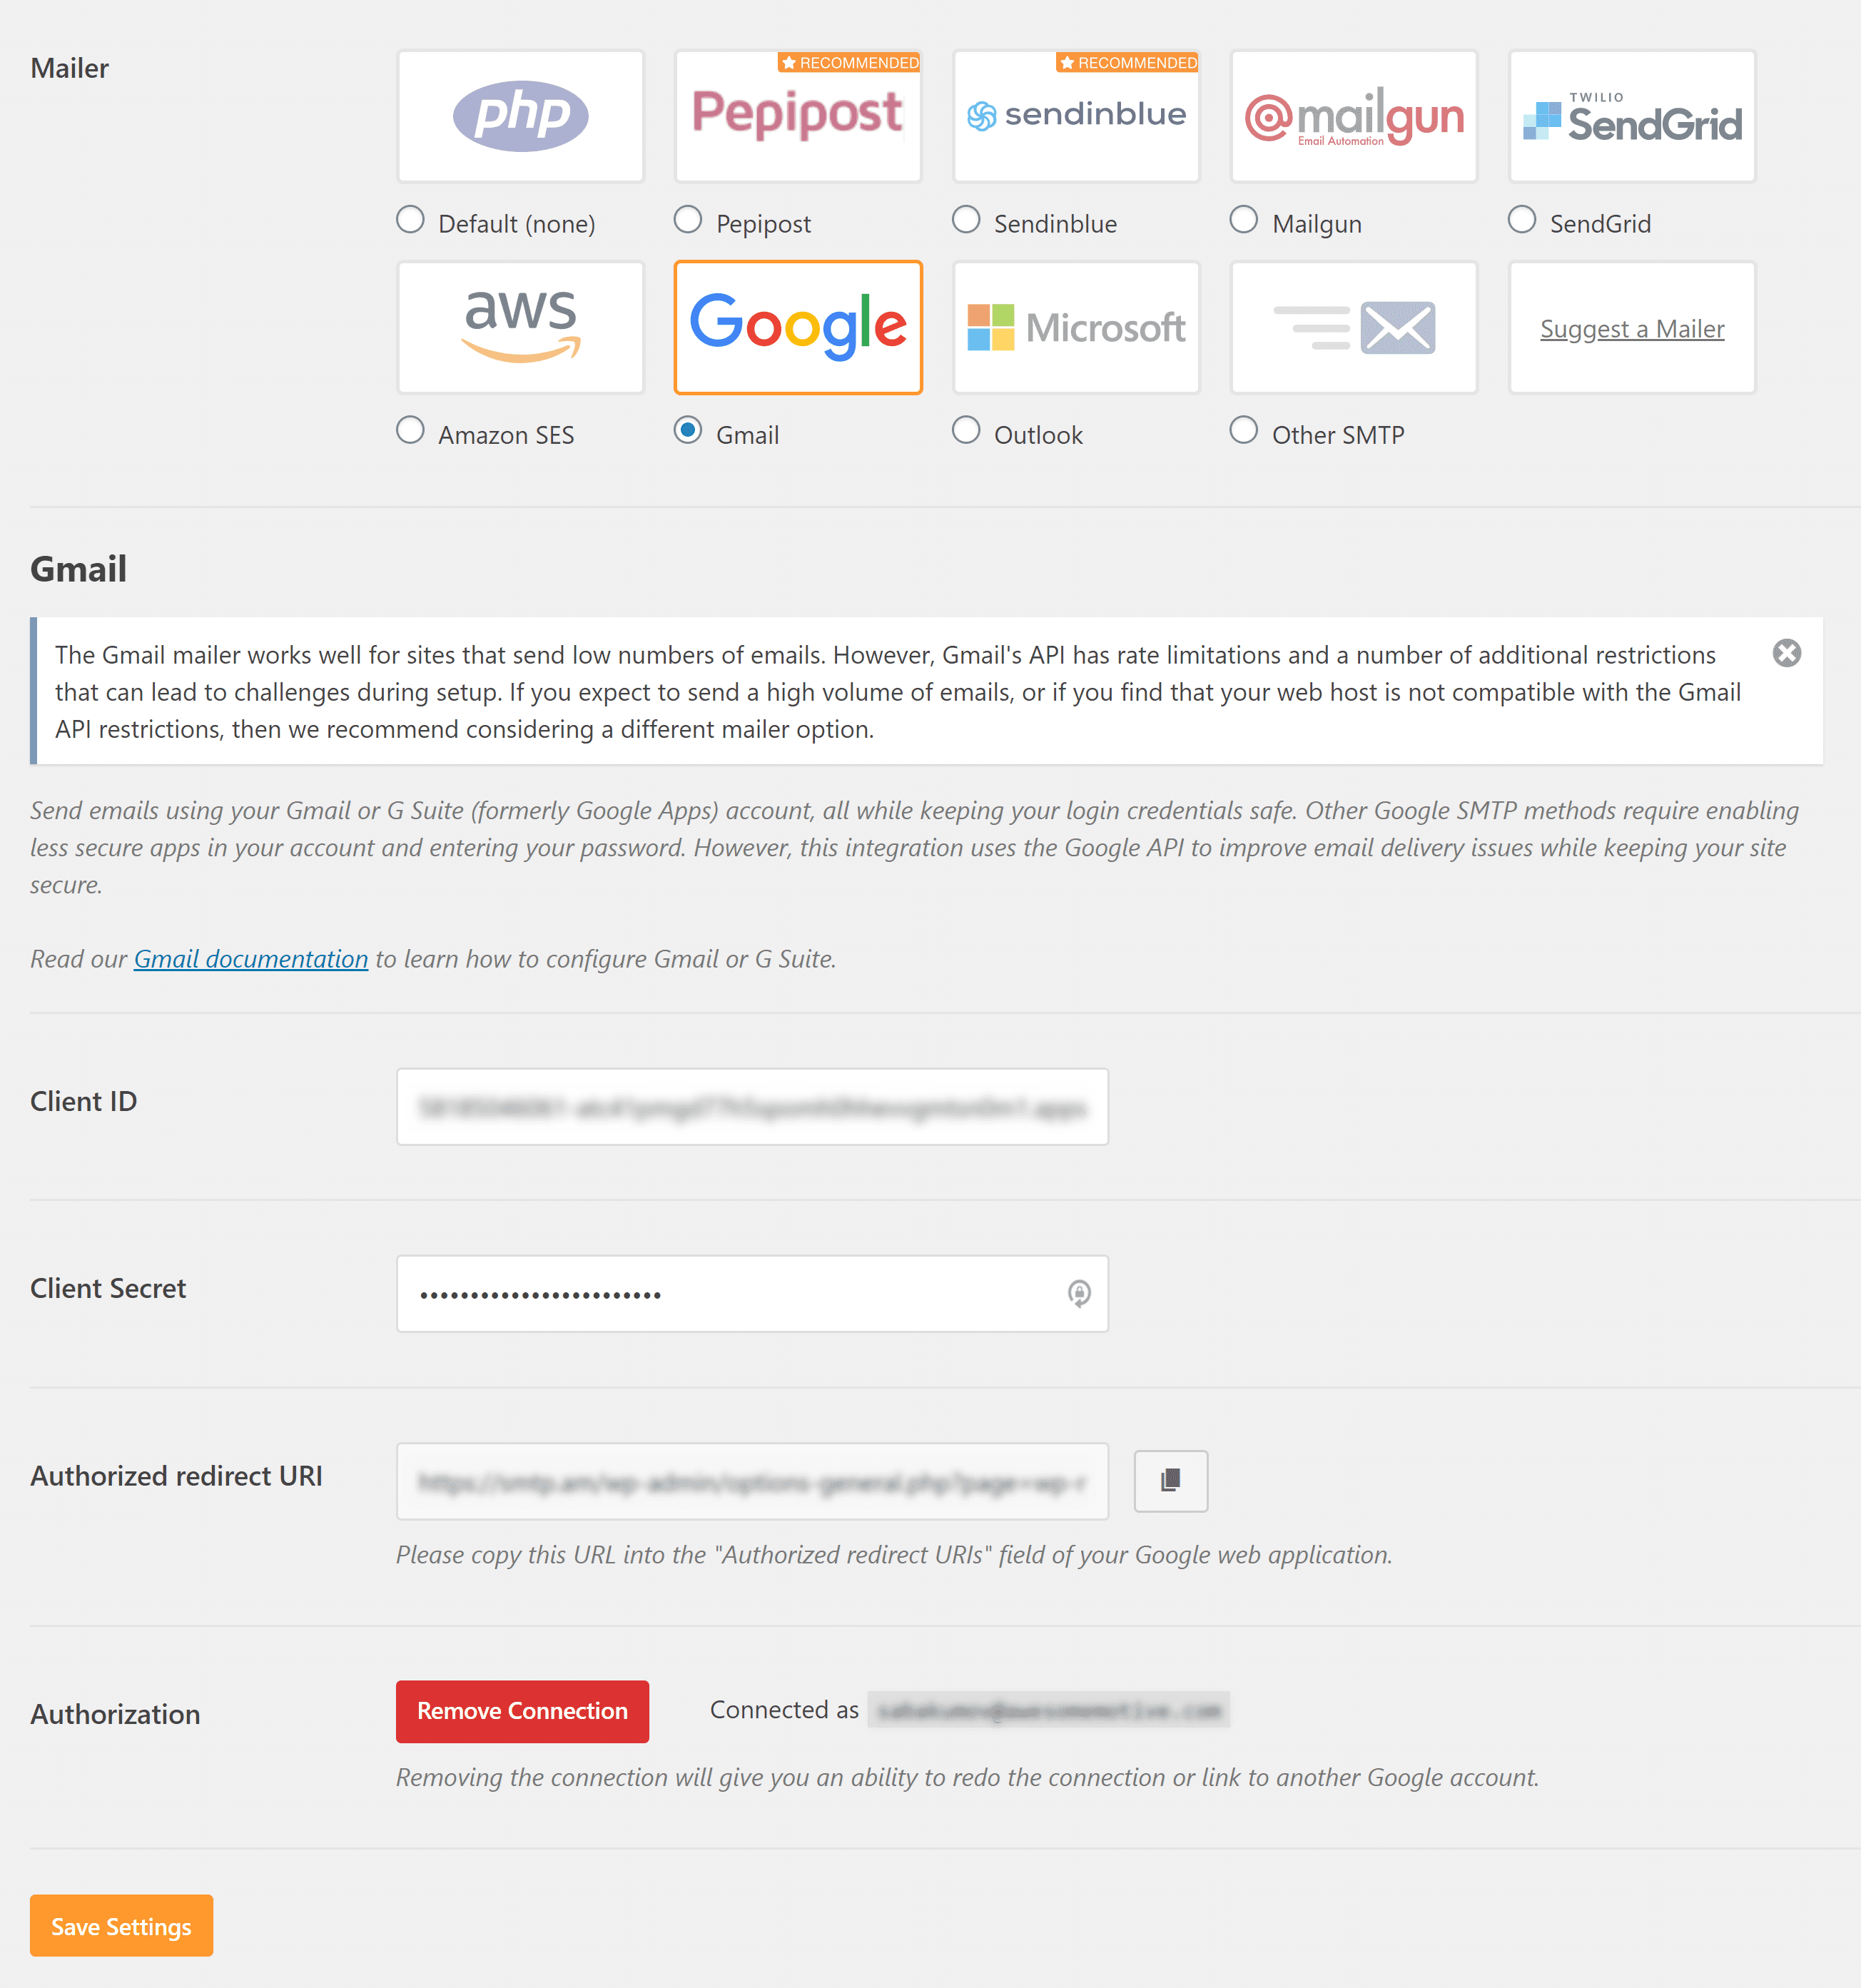 Mailer
php
RECOMMENDED
Pepipost
RECOMMENDED
sendinblue
@mailgun
Email Automation
TWILIO
SendGrid
Default (none)
Pepipost
Sendinblue
Mailgun
SendGrid
aws
Google
Microsoft
Suggest a Mailer
Amazon SES
Gmail
Outlook
Other SMTP
Gmail
The Gmail mailer works well for sites that send low numbers of emails. However, Gmail's API has rate limitations and a number of additional restrictions
that can lead to challenges during setup. If you expect to send a high volume of emails, or if you find that your web host is not compatible with the Gmail
API restrictions, then we recommend considering a different mailer option.
Send emails using your Gmail or G Suite (formerly Google Apps) account, all while keeping your login credentials safe. Other Google SMTP methods require enabling
less secure apps in your account and entering your password. However, this integration uses the Google API to improve email delivery issues while keeping your site
secure.
Read our Gmail documentation to learn how to configure Gmail or G Suite.
Client ID
Client Secret
Authorized redirect URI
Please copy this URL into the "Authorized redirect URIs" field of your Google web application.
Authorization
Remove Connection
Connected as
Removing the connection will give you an ability to redo the connection or link to another Google account.
Save Settings